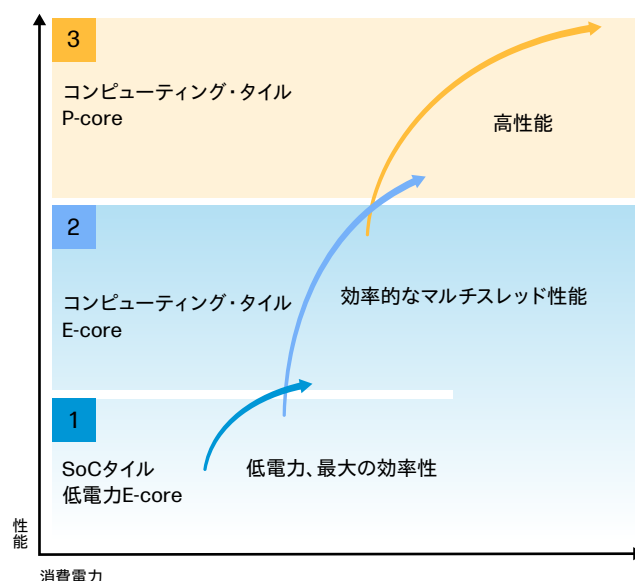 3
コンピューティング・タイル
P-core
高性能
2
コンピューティング・タイル
E-core
効率的なマルチスレッド性能
1
SoCタイル
低電力E-core
低電力、最大の効率性
性能
消費電力